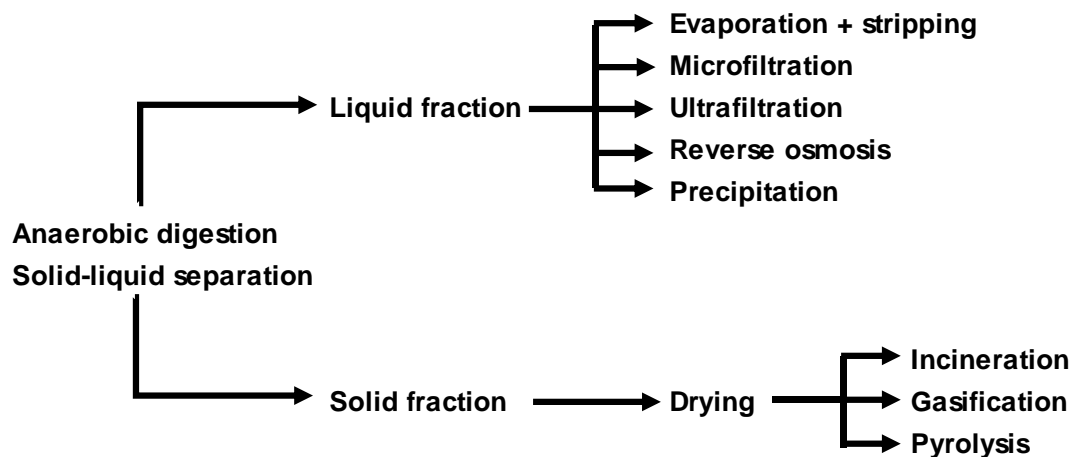 Evaporation + stripping
Microfiltration
Liquid fraction
Ultrafiltration
Reverse osmosis
Precipitation
Anaerobic digestion
Solid-liquid separation
Incineration
Solid fraction
Drying
Gasification
Pyrolysis